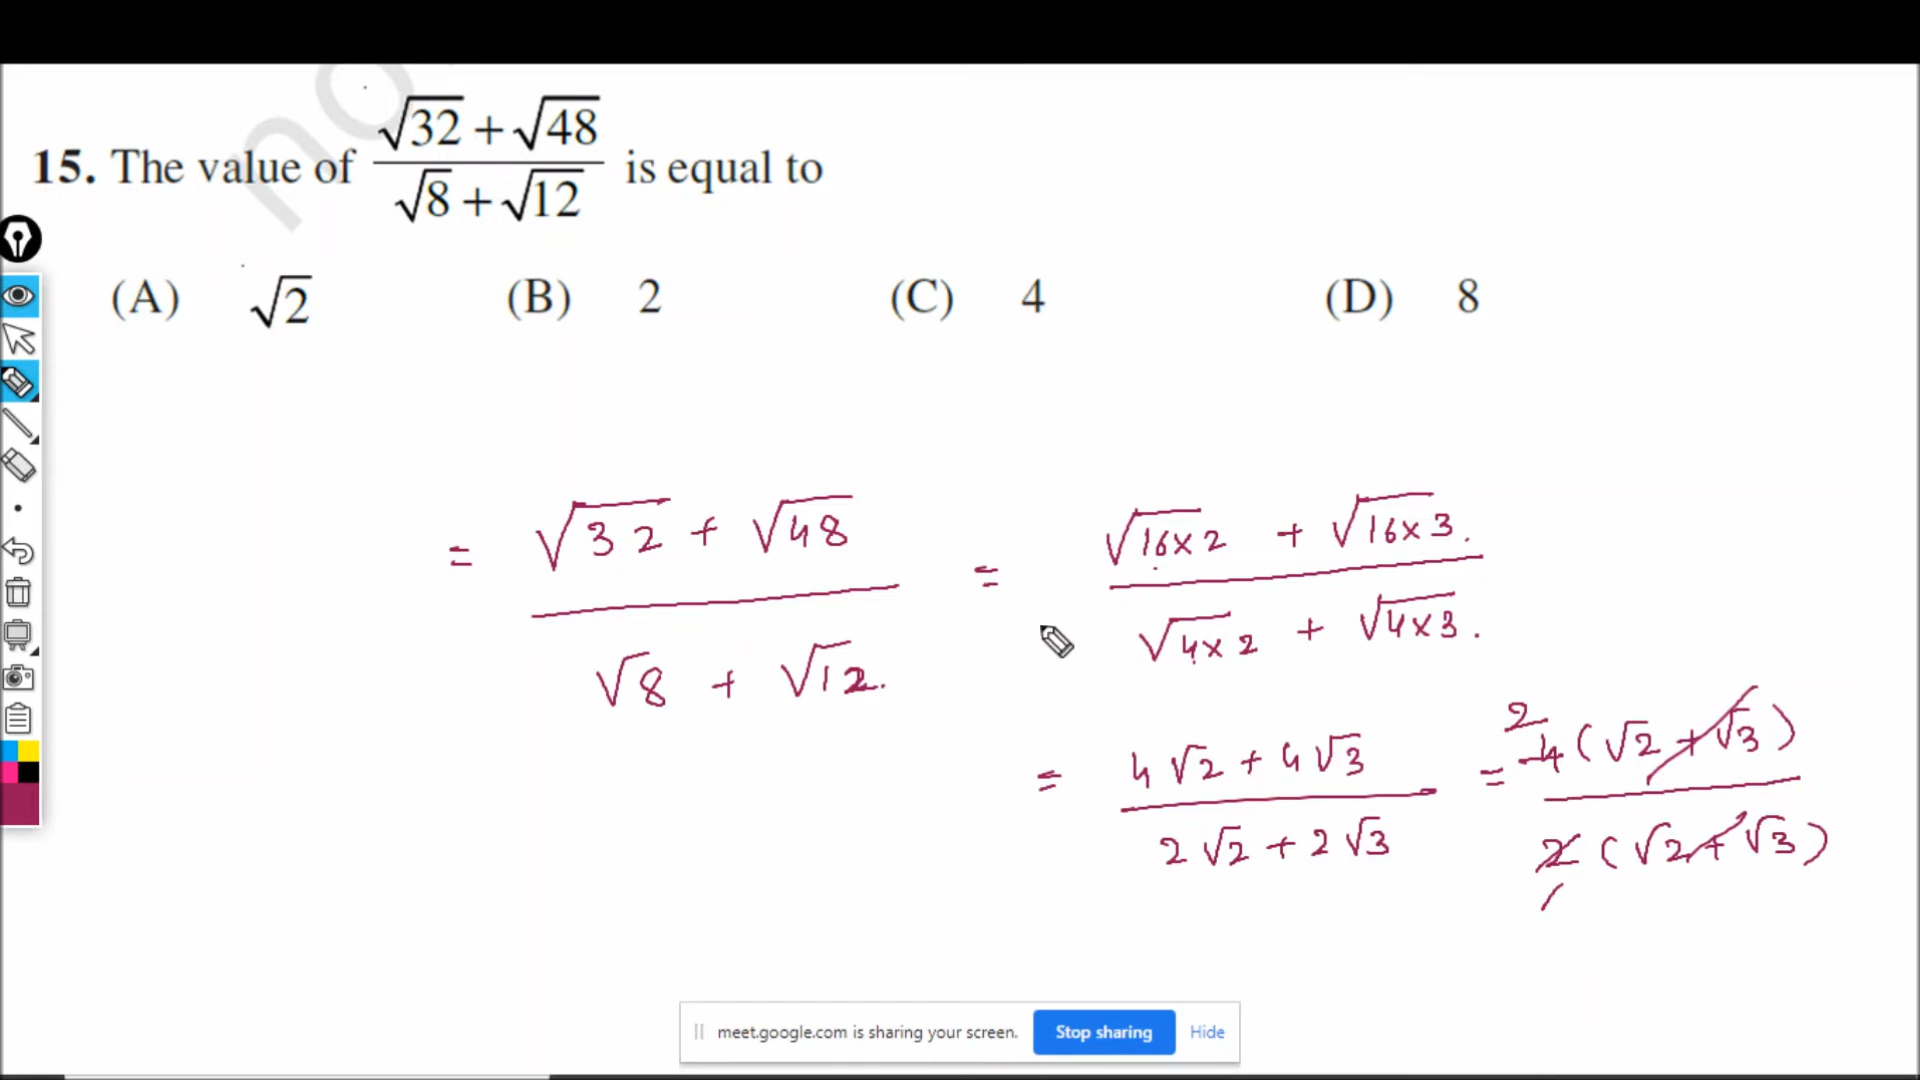 no
15. The value of (√32 + √48)/(√8 + √12) is equal to
(A) √2 (B) 2 (C) 4 (D) 8
= (√32 + √48)/(√8 + √12.) = (√16×2 + √16×3.)/(√4×2 + √4×3.)
= (4√2 + 4√3)/(2√2 + 2√3) = 2 4(√2 + √3)/2(√2 + √3)
meet.google.com is sharing your screen. Stop sharing Hide